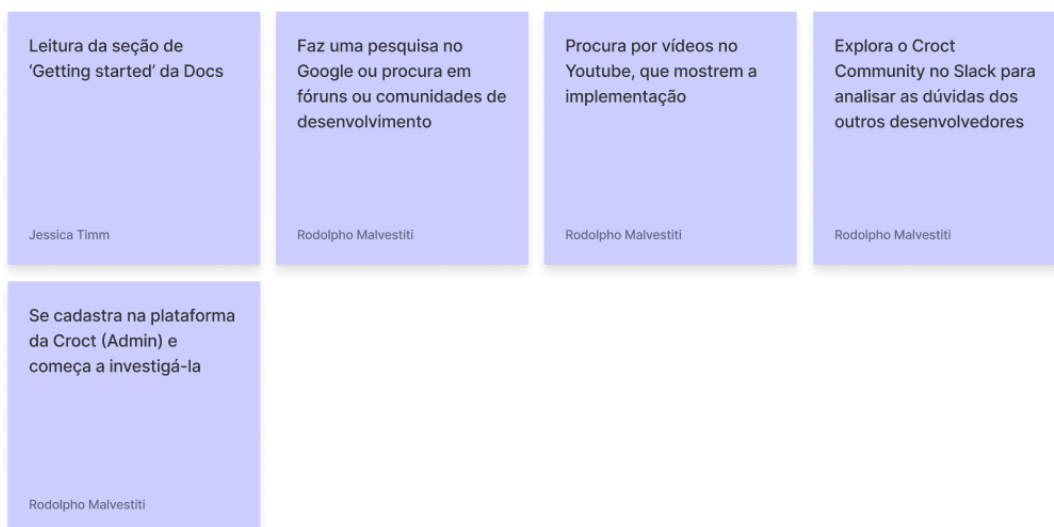 Leitura da seção de
‘Getting started’ da Docs
Jessica Timm
Faz uma pesquisa no
Google ou procura em
fóruns ou comunidades de
desenvolvimento
Rodolpho Malvestiti
Procura por vídeos no
Youtube, que mostrem a
implementação
Rodolpho Malvestiti
Explora o Croct
Community no Slack para
analisar as dúvidas dos
outros desenvolvedores
Rodolpho Malvestiti
Se cadastra na plataforma
da Croct (Admin) e
começa a investigá-la
Rodolpho Malvestiti